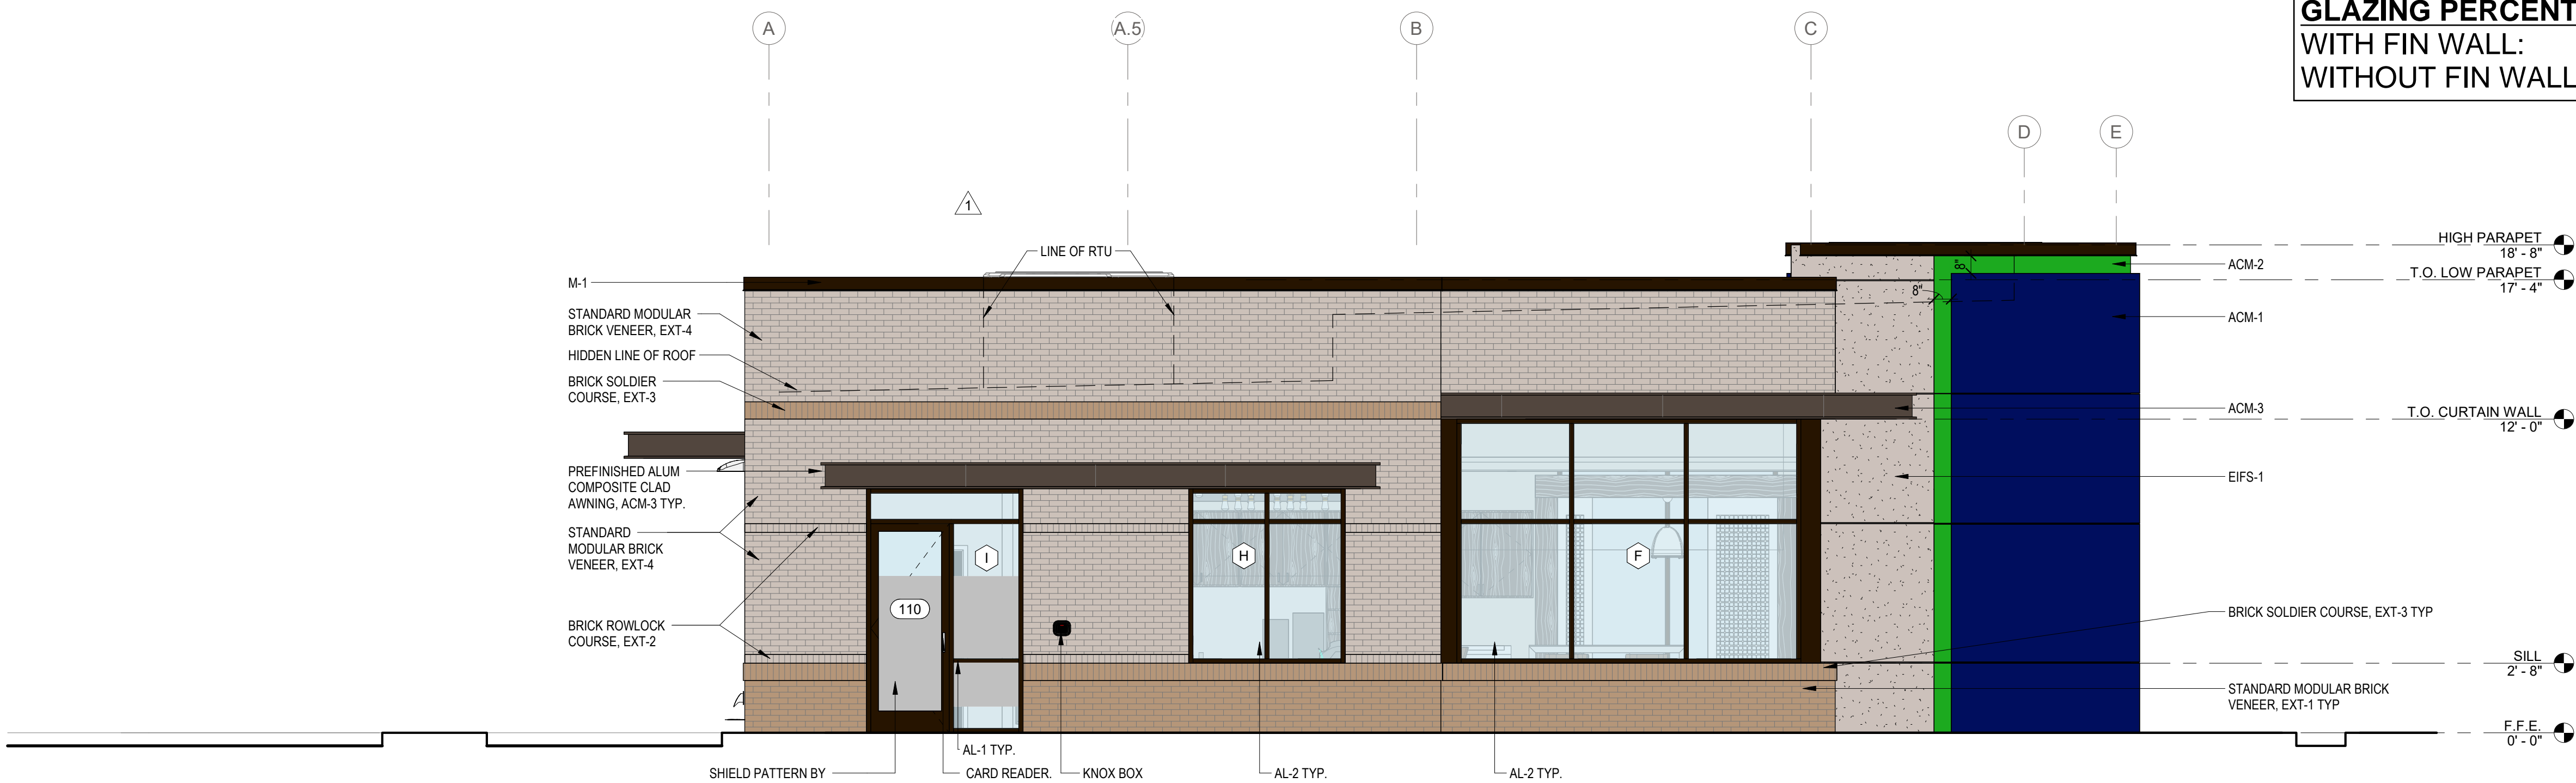 GLAZING PERCENT
WITH FIN WALL:
WITHOUT FIN WALL
A
A.5
B
C
D
E
1
LINE OF RTU
M-1
STANDARD MODULAR
BRICK VENEER, EXT-4
HIDDEN LINE OF ROOF
BRICK SOLDIER
COURSE, EXT-3
PREFINISHED ALUM
COMPOSITE CLAD
AWNING, ACM-3 TYP.
STANDARD
MODULAR BRICK
VENEER, EXT-4
BRICK ROWLOCK
COURSE, EXT-2
8"
8"
I
H
F
110
HIGH PARAPET
18' - 8"
ACM-2
T.O. LOW PARAPET
17' - 4"
ACM-1
ACM-3
T.O. CURTAIN WALL
12' - 0"
EIFS-1
BRICK SOLDIER COURSE, EXT-3 TYP
SILL
2' - 8"
STANDARD MODULAR BRICK
VENEER, EXT-1 TYP
F.F.E.
0' - 0"
AL-1 TYP.
SHIELD PATTERN BY
CARD READER.
KNOX BOX
AL-2 TYP.
AL-2 TYP.